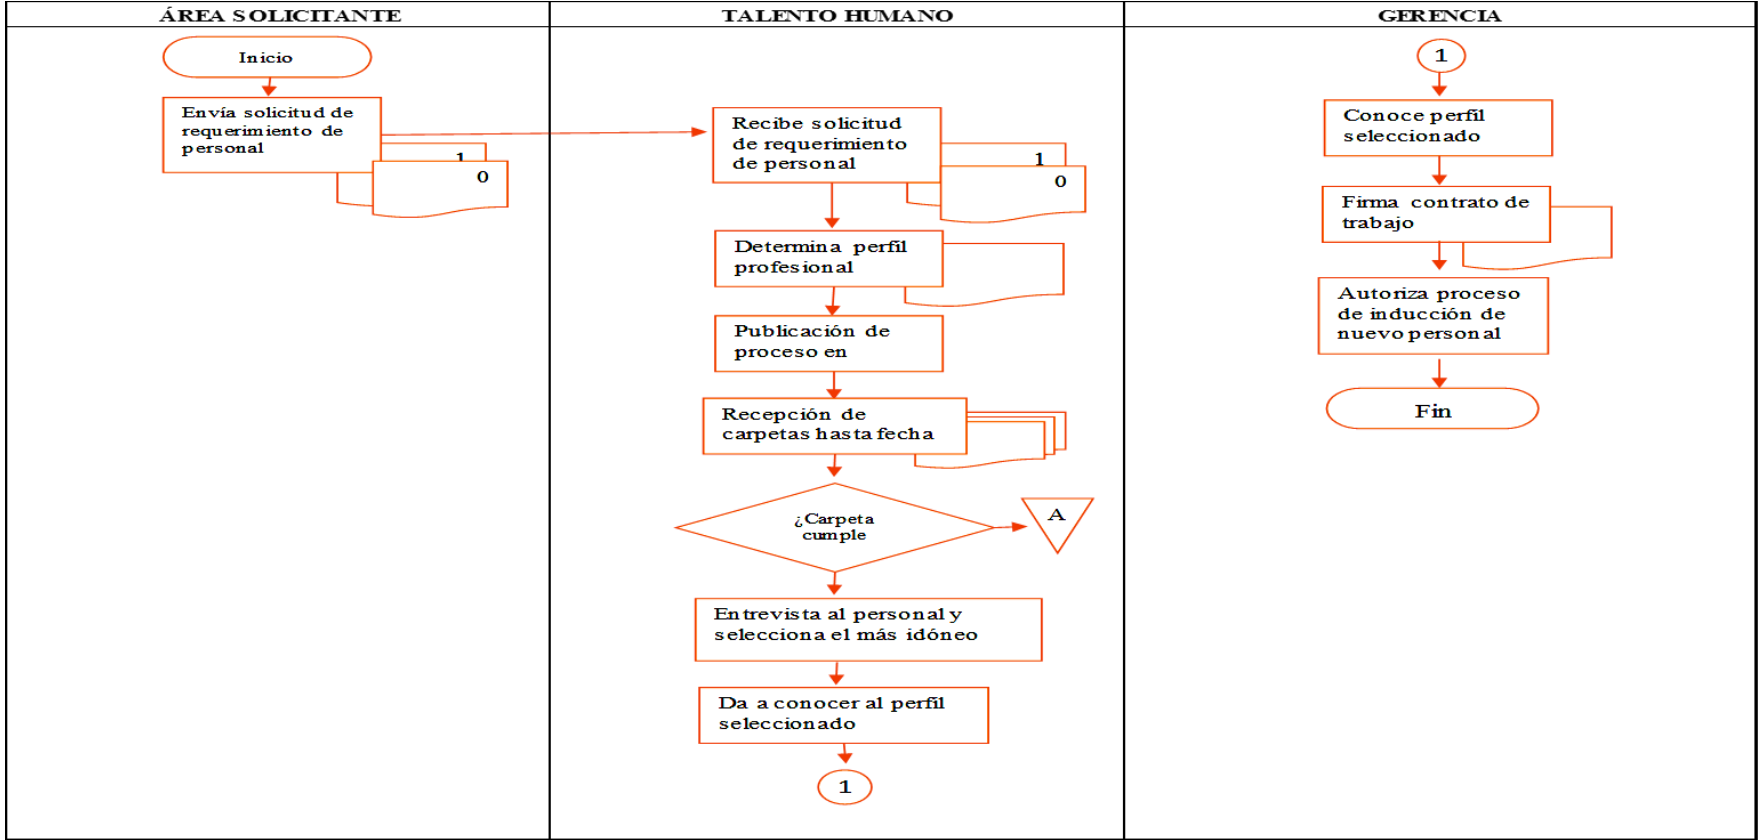 ÁREA SOLICITANTE
Inicio
Envía solicitud de
requerimiento de
personal
1
0
TALENTO HUMANO
Recibe solicitud
de requerimiento
de personal
1
0
Determina perfil
profesional
Publicación de
proceso en
Recepción de
carpetas hasta fecha
¿Carpeta
cumple
A
Entrevista al personal y
selecciona el más idóneo
Da a conocer al perfil
seleccionado
1
GERENCIA
1
Conoce perfil
seleccionado
Firma contrato de
trabajo
Autoriza proceso
de inducción de
nuevo personal
Fin